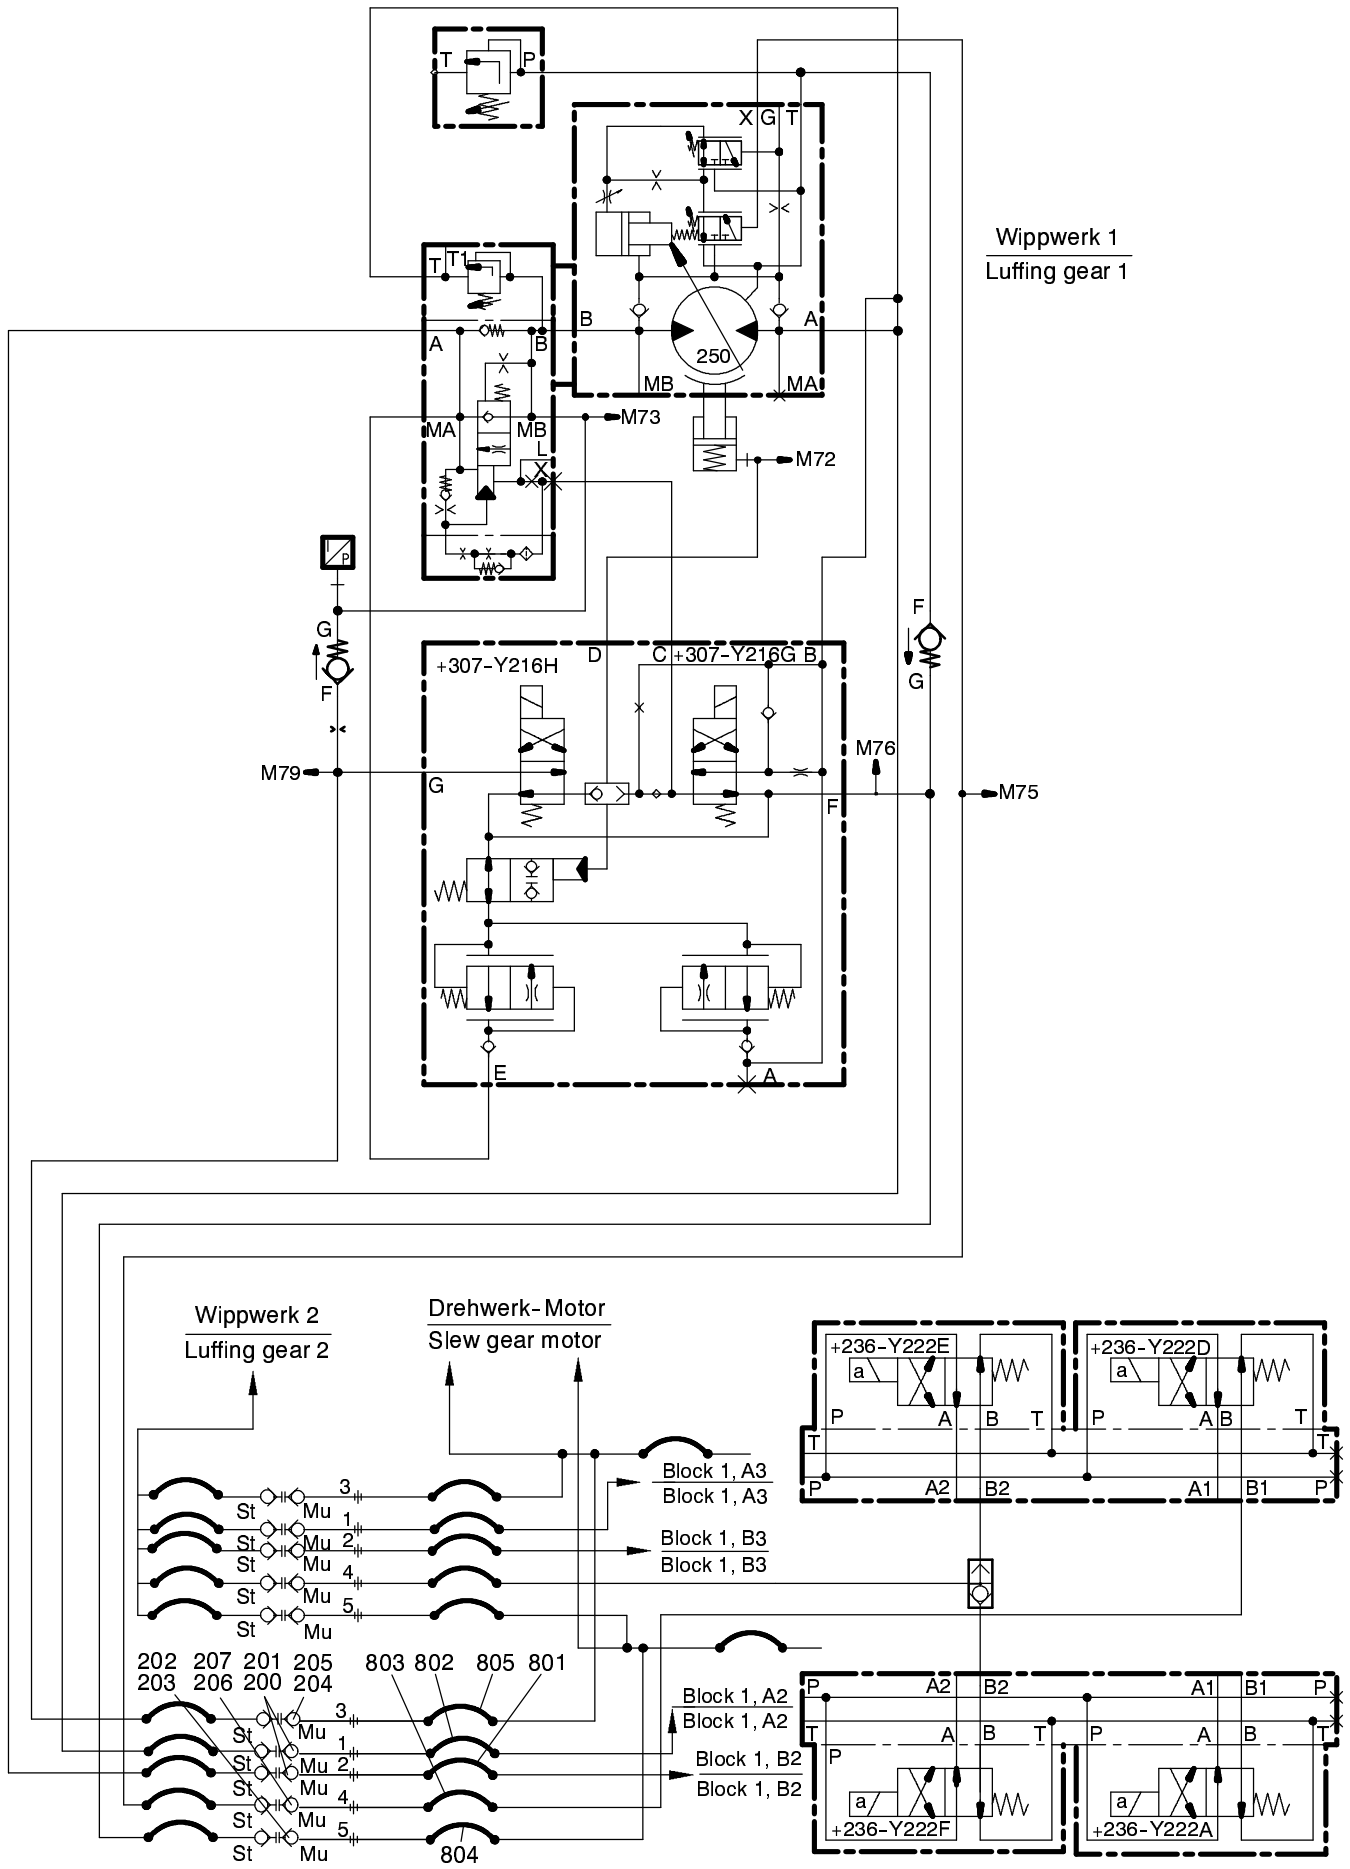 T P
X G T
Wippwerk 1
Luffing gear 1
T T1
A B
B A
250
MB MA
MA MB
M73
L
X
M72
I
P
G
F
F
G
+307-Y216H
D C +307-Y216G B
M79
G
M76
F
M75
E
A
Wippwerk 2
Luffing gear 2
Drehwerk-Motor
Slew gear motor
+236-Y222E
a
+236-Y222D
a
P A B T
P A B T
T T
P A2 B2 A1 B1 P
Block 1, A3
Block 1, A3
Block 1, B3
Block 1, B3
St Mu 3
St Mu 1
St Mu 2
St Mu 4
St Mu 5
202 207 201 205
203 206 200 204
803 802 805 801
St Mu 3
St Mu 1
St Mu 2
St Mu 4
St Mu 5
804
Block 1, A2
Block 1, A2
Block 1, B2
Block 1, B2
P A2 B2 A1 B1 P
T A B T P A B T
P
a
+236-Y222F
a
+236-Y222A